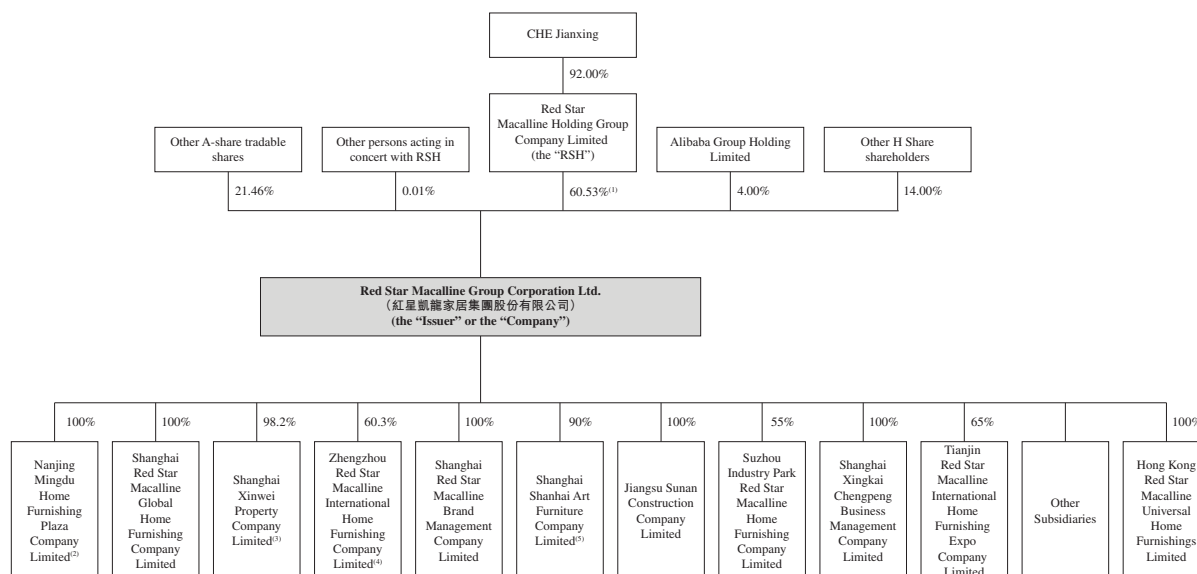 CHE Jianxing
92.00%
Red Star
Macalline Holding Group
Company Limited
(the “RSH”)
Other A-share tradable
shares
Other persons acting in
concert with RSH
Alibaba Group Holding
Limited
Other H Share
shareholders
21.46%
0.01%
60.53%(1)
4.00%
14.00%
Red Star Macalline Group Corporation Ltd.
（紅星凱龍家居集團股份有限公司）
(the “Issuer” or the “Company”)
100%
100%
98.2%
60.3%
100%
90%
100%
55%
100%
65%
100%
Nanjing
Mingdu
Home
Furnishing
Plaza
Company
Limited(2)
Shanghai
Red Star
Macalline
Global
Home
Furnishing
Company
Limited
Shanghai
Xinwei
Property
Company
Limited(3)
Zhengzhou
Red Star
Macalline
International
Home
Furnishing
Company
Limited(4)
Shanghai
Red Star
Macalline
Brand
Management
Company
Limited
Shanghai
Shanhai Art
Furniture
Company
Limited(5)
Jiangsu Sunan
Construction
Company
Limited
Suzhou
Industry Park
Red Star
Macalline
Home
Furnishing
Company Limited
Shanghai
Xingkai
Chengpeng
Business
Management
Company
Limited
Tianjin
Red Star
Macalline
International
Home
Furnishing
Expo
Company
Limited
Other
Subsidiaries
Hong Kong
Red Star
Macalline
Universal
Home
Furnishings
Limited